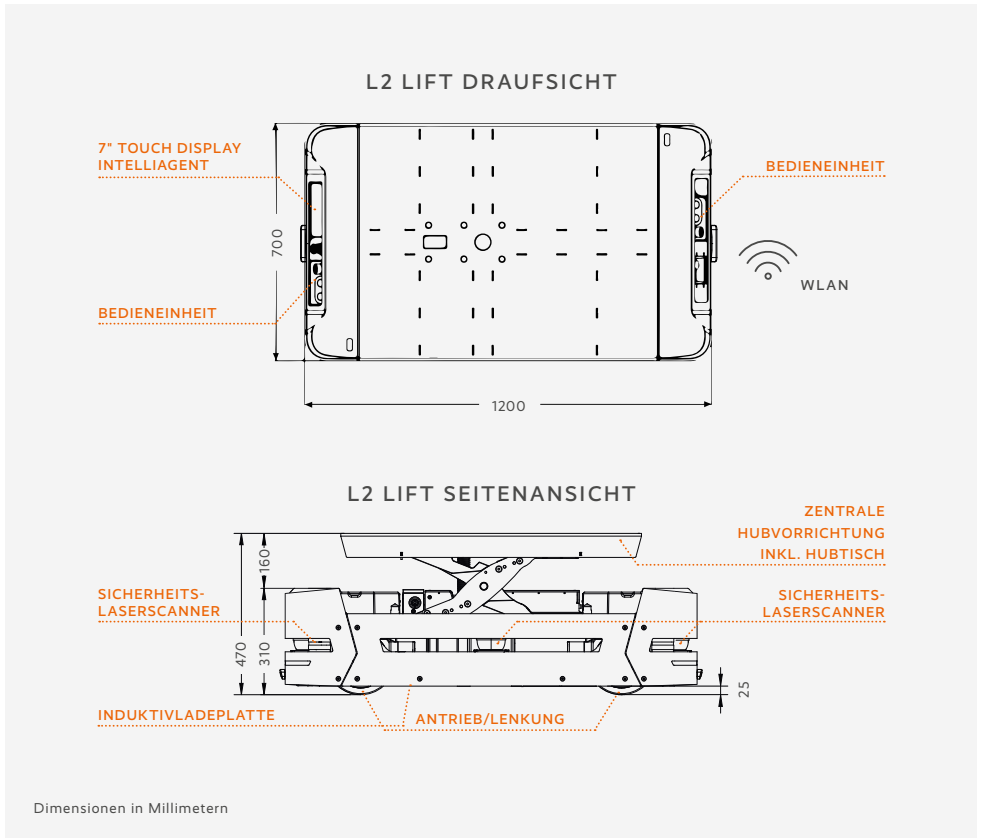 L2 LIFT DRAUFSICHT
7" TOUCH DISPLAY
INTELLIAGENT
BEDIENEINHEIT
700
WLAN
BEDIENEINHEIT
1200
L2 LIFT SEITENANSICHT
ZENTRALE
HUBVORRICHTUNG
INKL. HUBTISCH
160
SICHERHEITS-
LASERSCANNER
SICHERHEITS-
LASERSCANNER
470
310
25
INDUKTIVLADEPLATTE
ANTRIEB/LENKUNG
Dimensionen in Millimetern